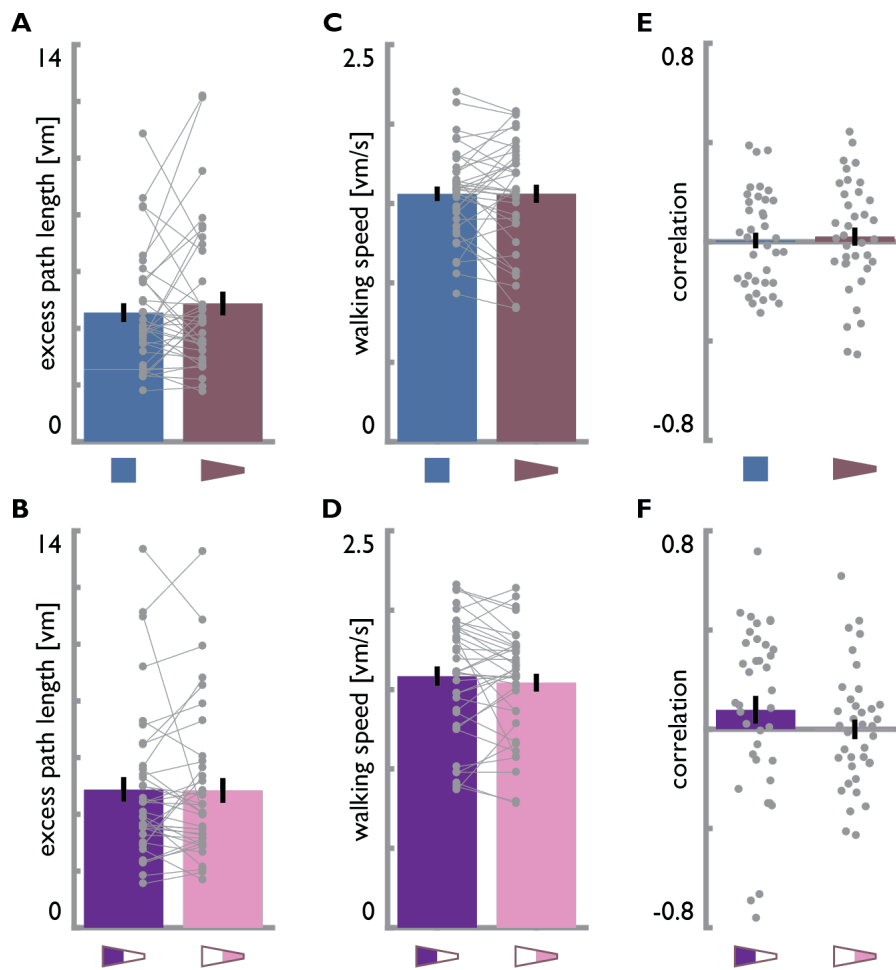 A
14
excess path length [vm]
0
C
2.5
walking speed [vm/s]
0
E
0.8
correlation
-0.8
B
14
excess path length [vm]
0
D
2.5
walking speed [vm/s]
0
F
0.8
correlation
-0.8